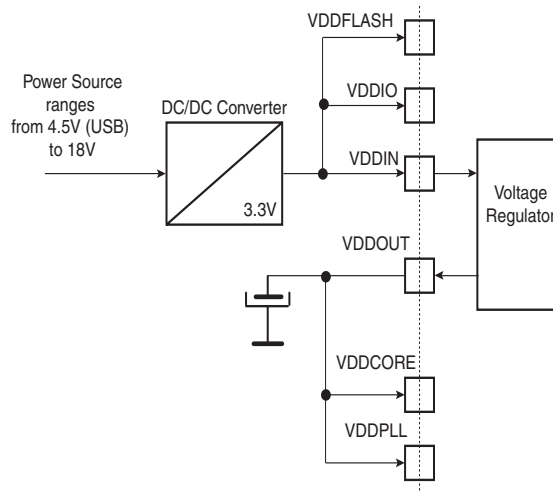 VDDFLASH
Power Source
ranges
from 4.5V (USB)
to 18V
DC/DC Converter
VDDIO
VDDIN
3.3V
Voltage
Regulator
VDDOUT
VDDCORE
VDDPLL